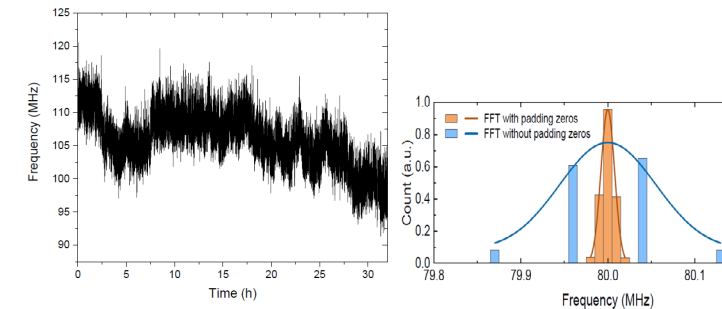 125
120
115
110
105
100
95
90
0 5 10 15 20 25 30
Time (h)
Frequency (MHz)
1.0
0.8
0.6
0.4
0.2
0.0
79.8 79.9 80.0 80.1
Frequency (MHz)
Count (a.u.)
FFT with padding zeros
FFT without padding zeros